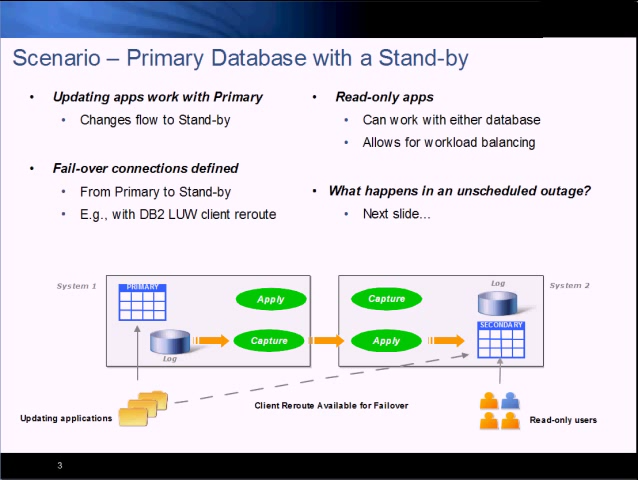 Scenario – Primary Database with a Stand-by
• Updating apps work with Primary
• Changes flow to Stand-by
• Fail-over connections defined
• From Primary to Stand-by
• E.g., with DB2 LUW client reroute
• Read-only apps
• Can work with either database
• Allows for workload balancing
• What happens in an unscheduled outage?
• Next slide...
System 1
PRIMARY
Apply
Log
Capture
Capture
Log
System 2
Apply
SECONDARY
Client Reroute Available for Failover
Updating applications
Read-only users
3